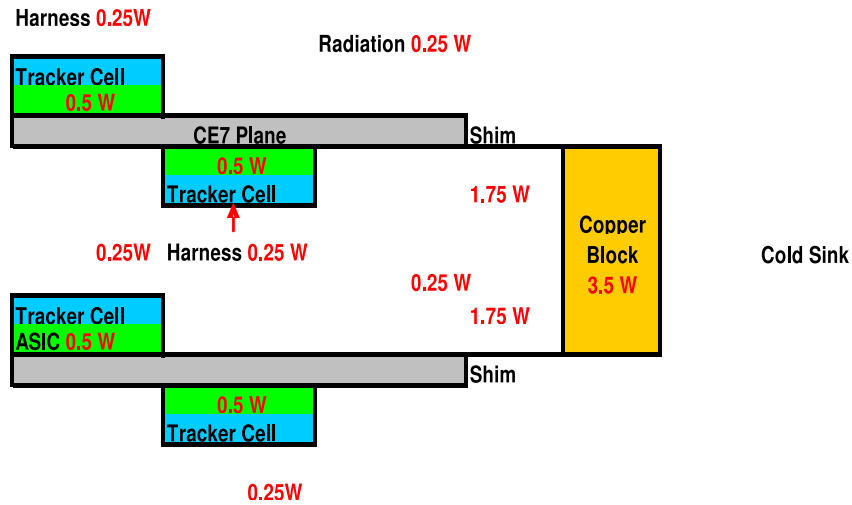 Harness 0.25W
Radiation 0.25 W
Tracker Cell
0.5 W
CE7 Plane
Shim
0.5 W
Tracker Cell
1.75 W
Copper
Block
3.5 W
0.25W
Harness 0.25 W
Cold Sink
0.25 W
Tracker Cell
1.75 W
ASIC 0.5 W
Shim
0.5 W
Tracker Cell
0.25W